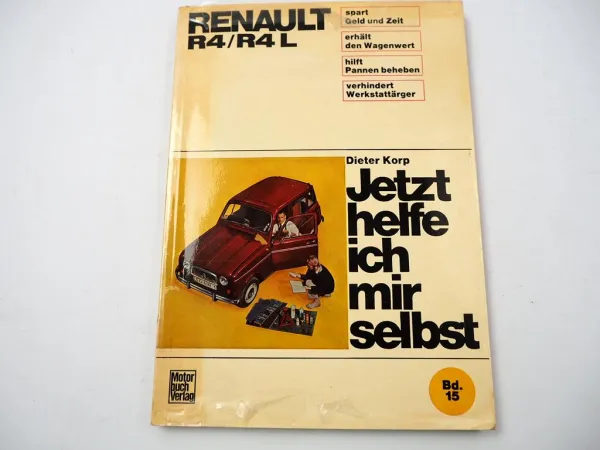 RENAULT
R4/R4 L
spart
Geld und Zeit
erhält
den Wagenwert
hilft
Pannen beheben
verhindert
Werkstattärger
Dieter Korp
Jetzt
helfe
ich
mir
selbst
Motor
buch
Verlag
Bd.
15